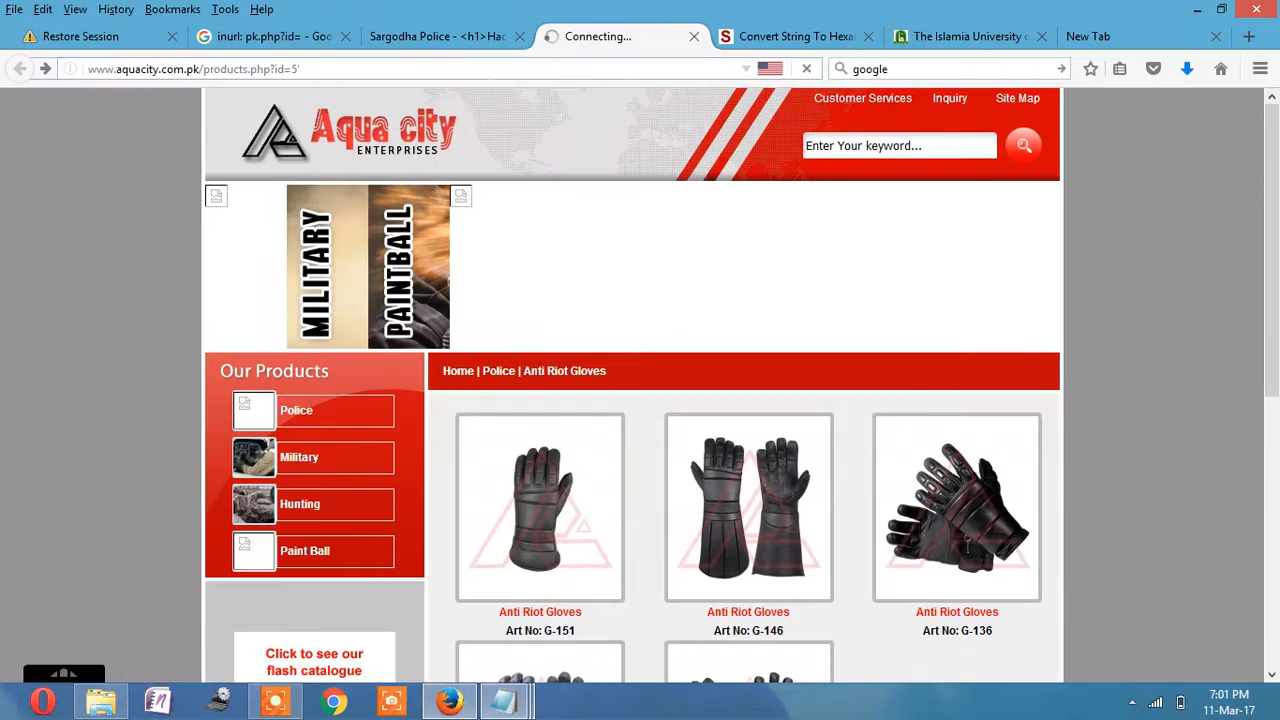 File Edit View History Bookmarks Tools Help
Restore Session
inurl: pk.php?id= - Goo
Sargodha Police - <h1>Hac
Connecting...
Convert String To Hexa
The Islamia University o
New Tab
www.aquacity.com.pk/products.php?id=5'
google
Customer Services Inquiry Site Map
Aqua city
ENTERPRISES
Enter Your keyword...
MILITARY
PAINTBALL
Our Products
Home | Police | Anti Riot Gloves
Police
Military
Hunting
Paint Ball
Anti Riot Gloves
Art No: G-151
Anti Riot Gloves
Art No: G-146
Anti Riot Gloves
Art No: G-136
Click to see our
flash catalogue
7:01 PM
11-Mar-17